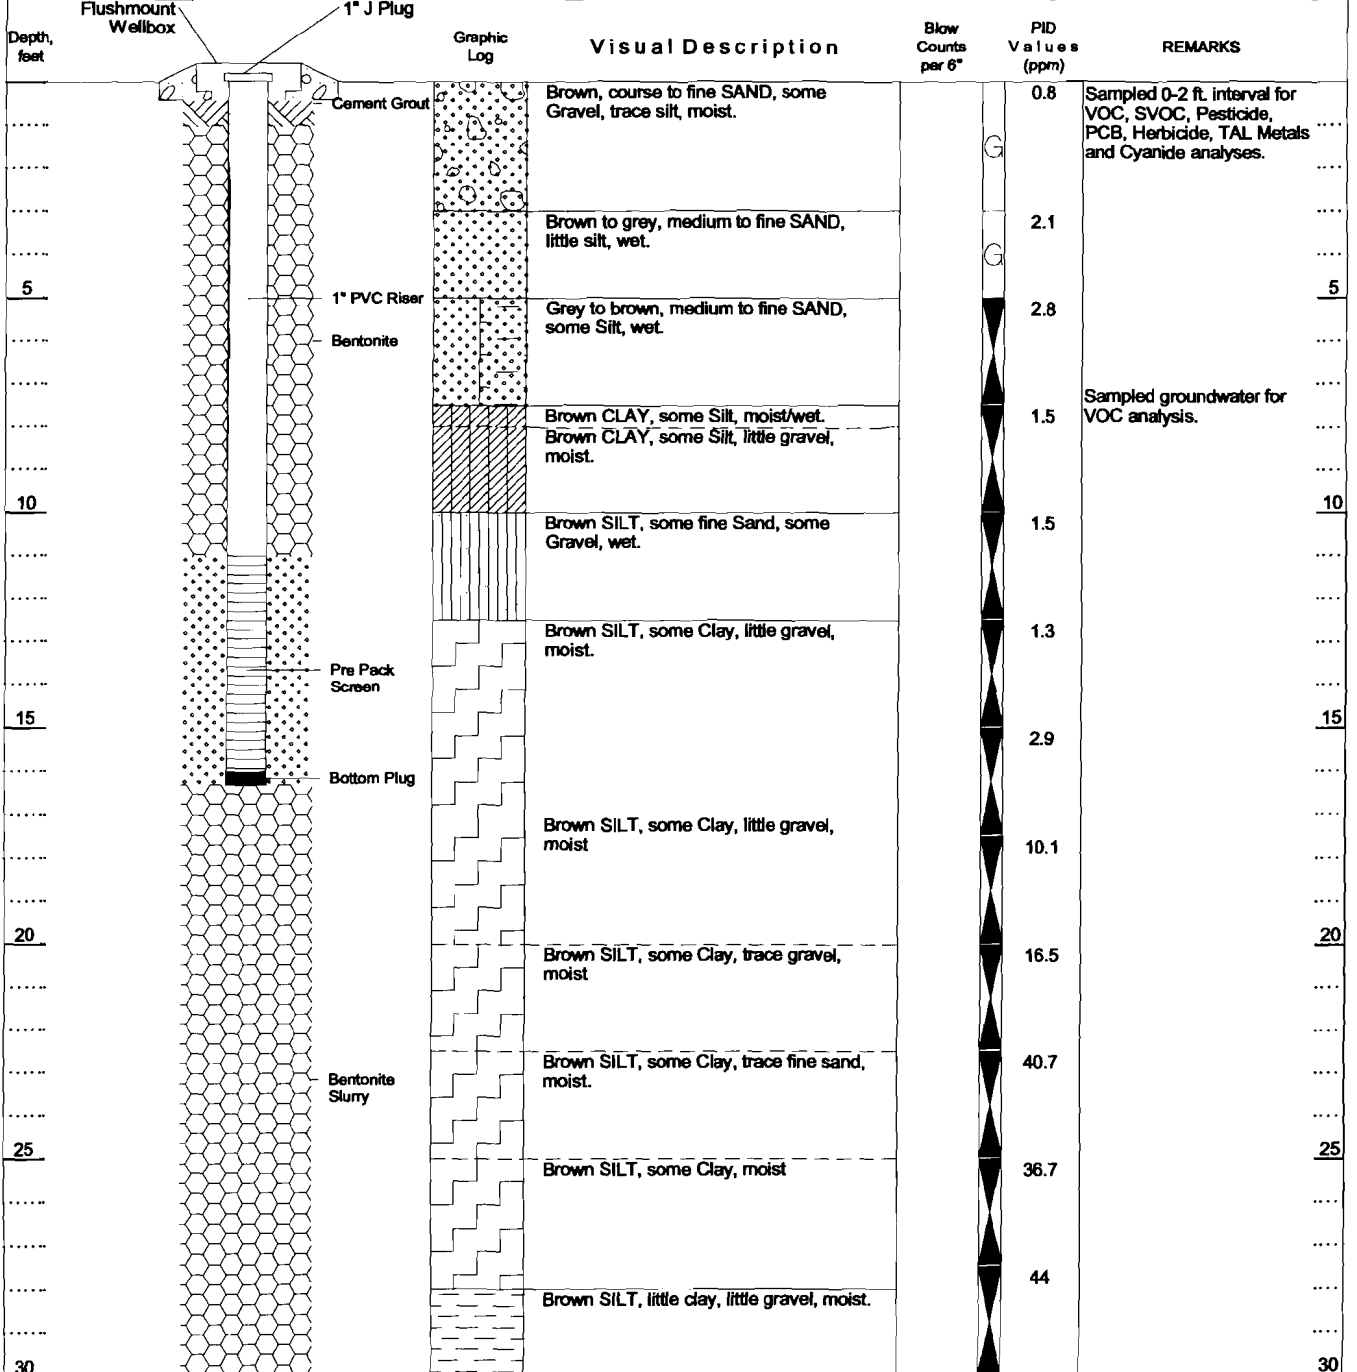 Flushmount
Wellbox
1" J Plug
Depth,
feet
Graphic
Log
Visual Description
Blow
Counts
per 6"
PID
Values
(ppm)
REMARKS
Cement Grout
Brown, course to fine SAND, some
Gravel, trace silt, moist.
0.8
Sampled 0-2 ft. interval for
VOC, SVOC, Pesticide,
PCB, Herbicide, TAL Metals
and Cyanide analyses.
G
Brown to grey, medium to fine SAND,
little silt, wet.
2.1
G
5
1" PVC Riser
Grey to brown, medium to fine SAND,
some Silt, wet.
2.8
5
Bentonite
Brown CLAY, some Silt, moist/wet.
1.5
Sampled groundwater for
VOC analysis.
Brown CLAY, some Silt, little gravel,
moist.
10
10
Brown SILT, some fine Sand, some
Gravel, wet.
1.5
Brown SILT, some Clay, little gravel,
moist.
1.3
Pre Pack
Screen
15
15
2.9
Bottom Plug
Brown SILT, some Clay, little gravel,
moist
10.1
20
20
Brown SILT, some Clay, trace gravel,
moist
16.5
Brown SILT, some Clay, trace fine sand,
moist.
40.7
Bentonite
Slurry
25
25
Brown SILT, some Clay, moist
36.7
44
Brown SILT, little clay, little gravel, moist.
30
30